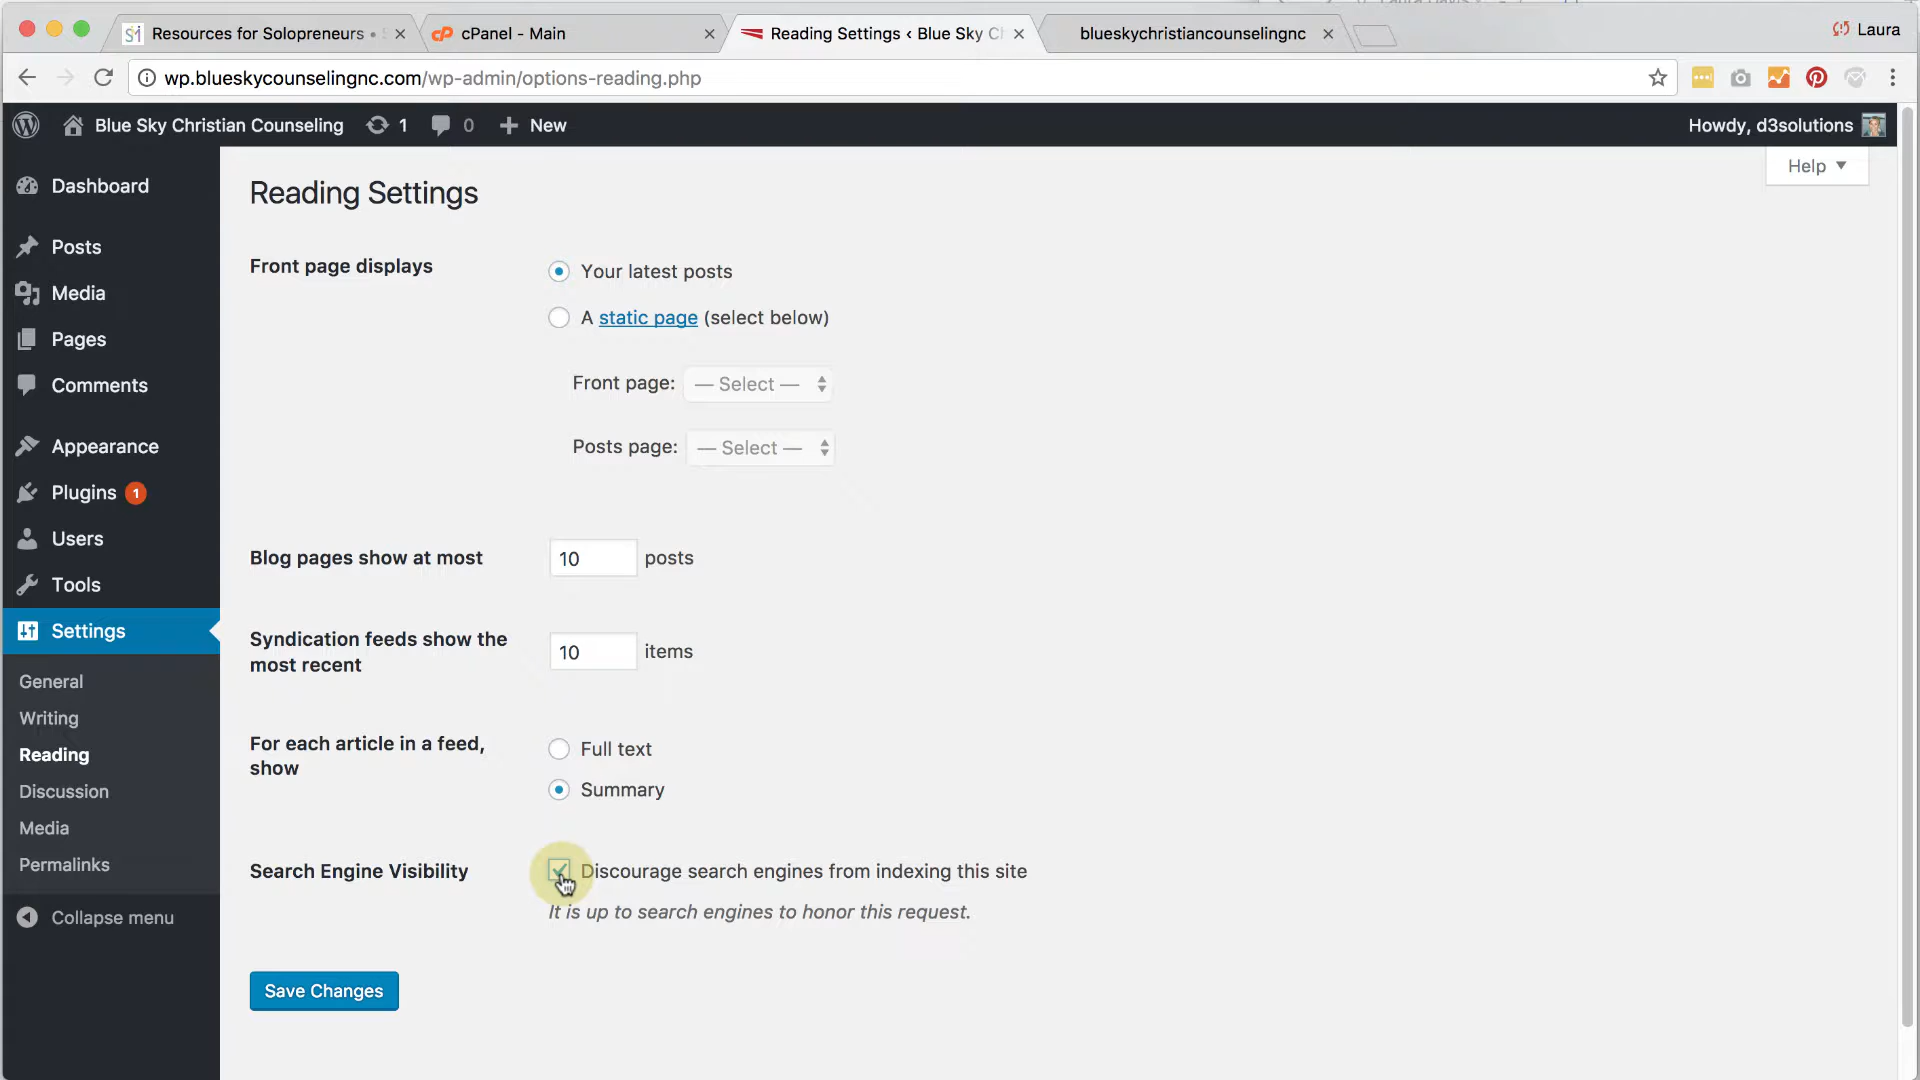 Resources for Solopreneurs •
cPanel - Main
Reading Settings ‹ Blue Sky C
blueskychristiancounselingnc
Laura
wp.blueskycounselingnc.com/wp-admin/options-reading.php
Blue Sky Christian Counseling
1
0
New
Howdy, d3solutions
Help
Dashboard
Posts
Media
Pages
Comments
Appearance
Plugins 1
Users
Tools
Settings
General
Writing
Reading
Discussion
Media
Permalinks
Collapse menu
Reading Settings
Front page displays
Your latest posts
A static page (select below)
Front page: — Select —
Posts page: — Select —
Blog pages show at most
10 posts
Syndication feeds show the
most recent
10 items
For each article in a feed,
show
Full text
Summary
Search Engine Visibility
Discourage search engines from indexing this site
It is up to search engines to honor this request.
Save Changes